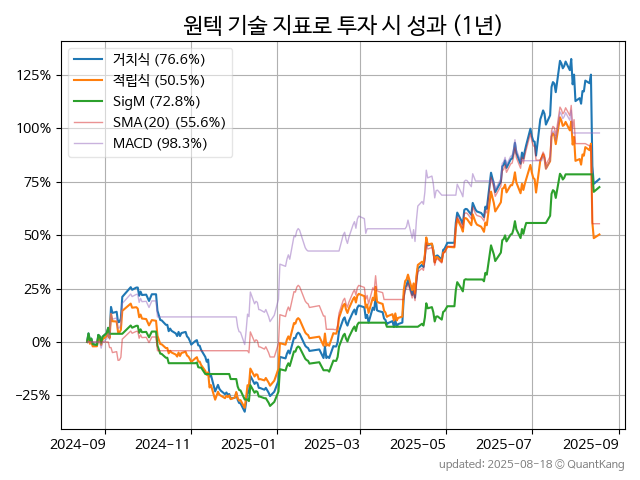 원텍 기술 지표로 투자 시 성과 (1년)
거치식 (76.6%)
적립식 (50.5%)
SigM (72.8%)
SMA(20) (55.6%)
MACD (98.3%)
125%
100%
75%
50%
25%
0%
−25%
2024-09 2024-11 2025-01 2025-03 2025-05 2025-07 2025-09
updated: 2025-08-18 © QuantKang